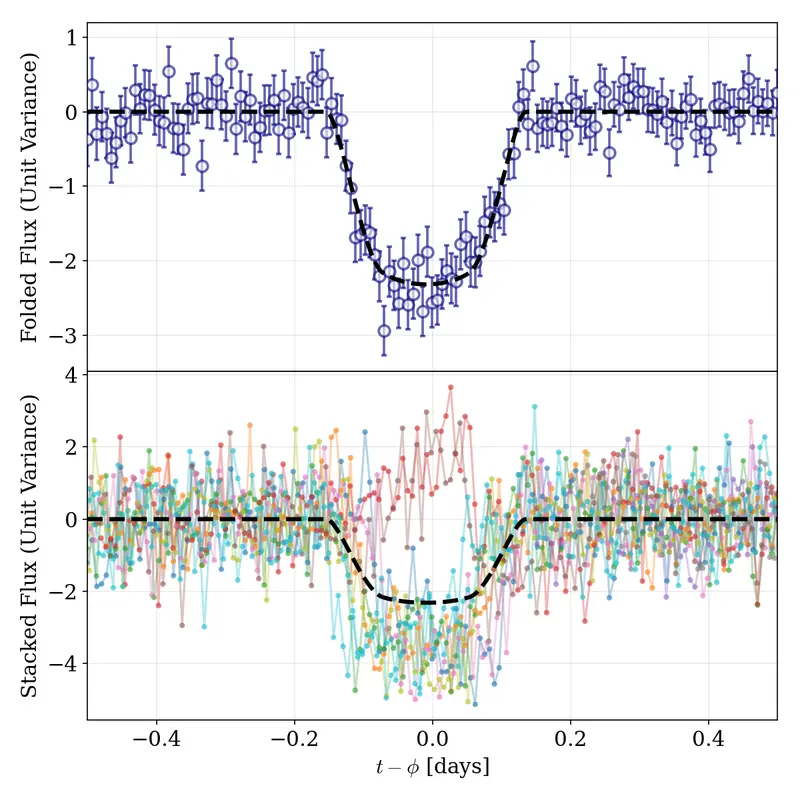 Folded Flux (Unit Variance)
1
0
−1
−2
−3
Stacked Flux (Unit Variance)
4
2
0
−2
−4
−0.4 −0.2 0.0 0.2 0.4
t − ϕ [days]